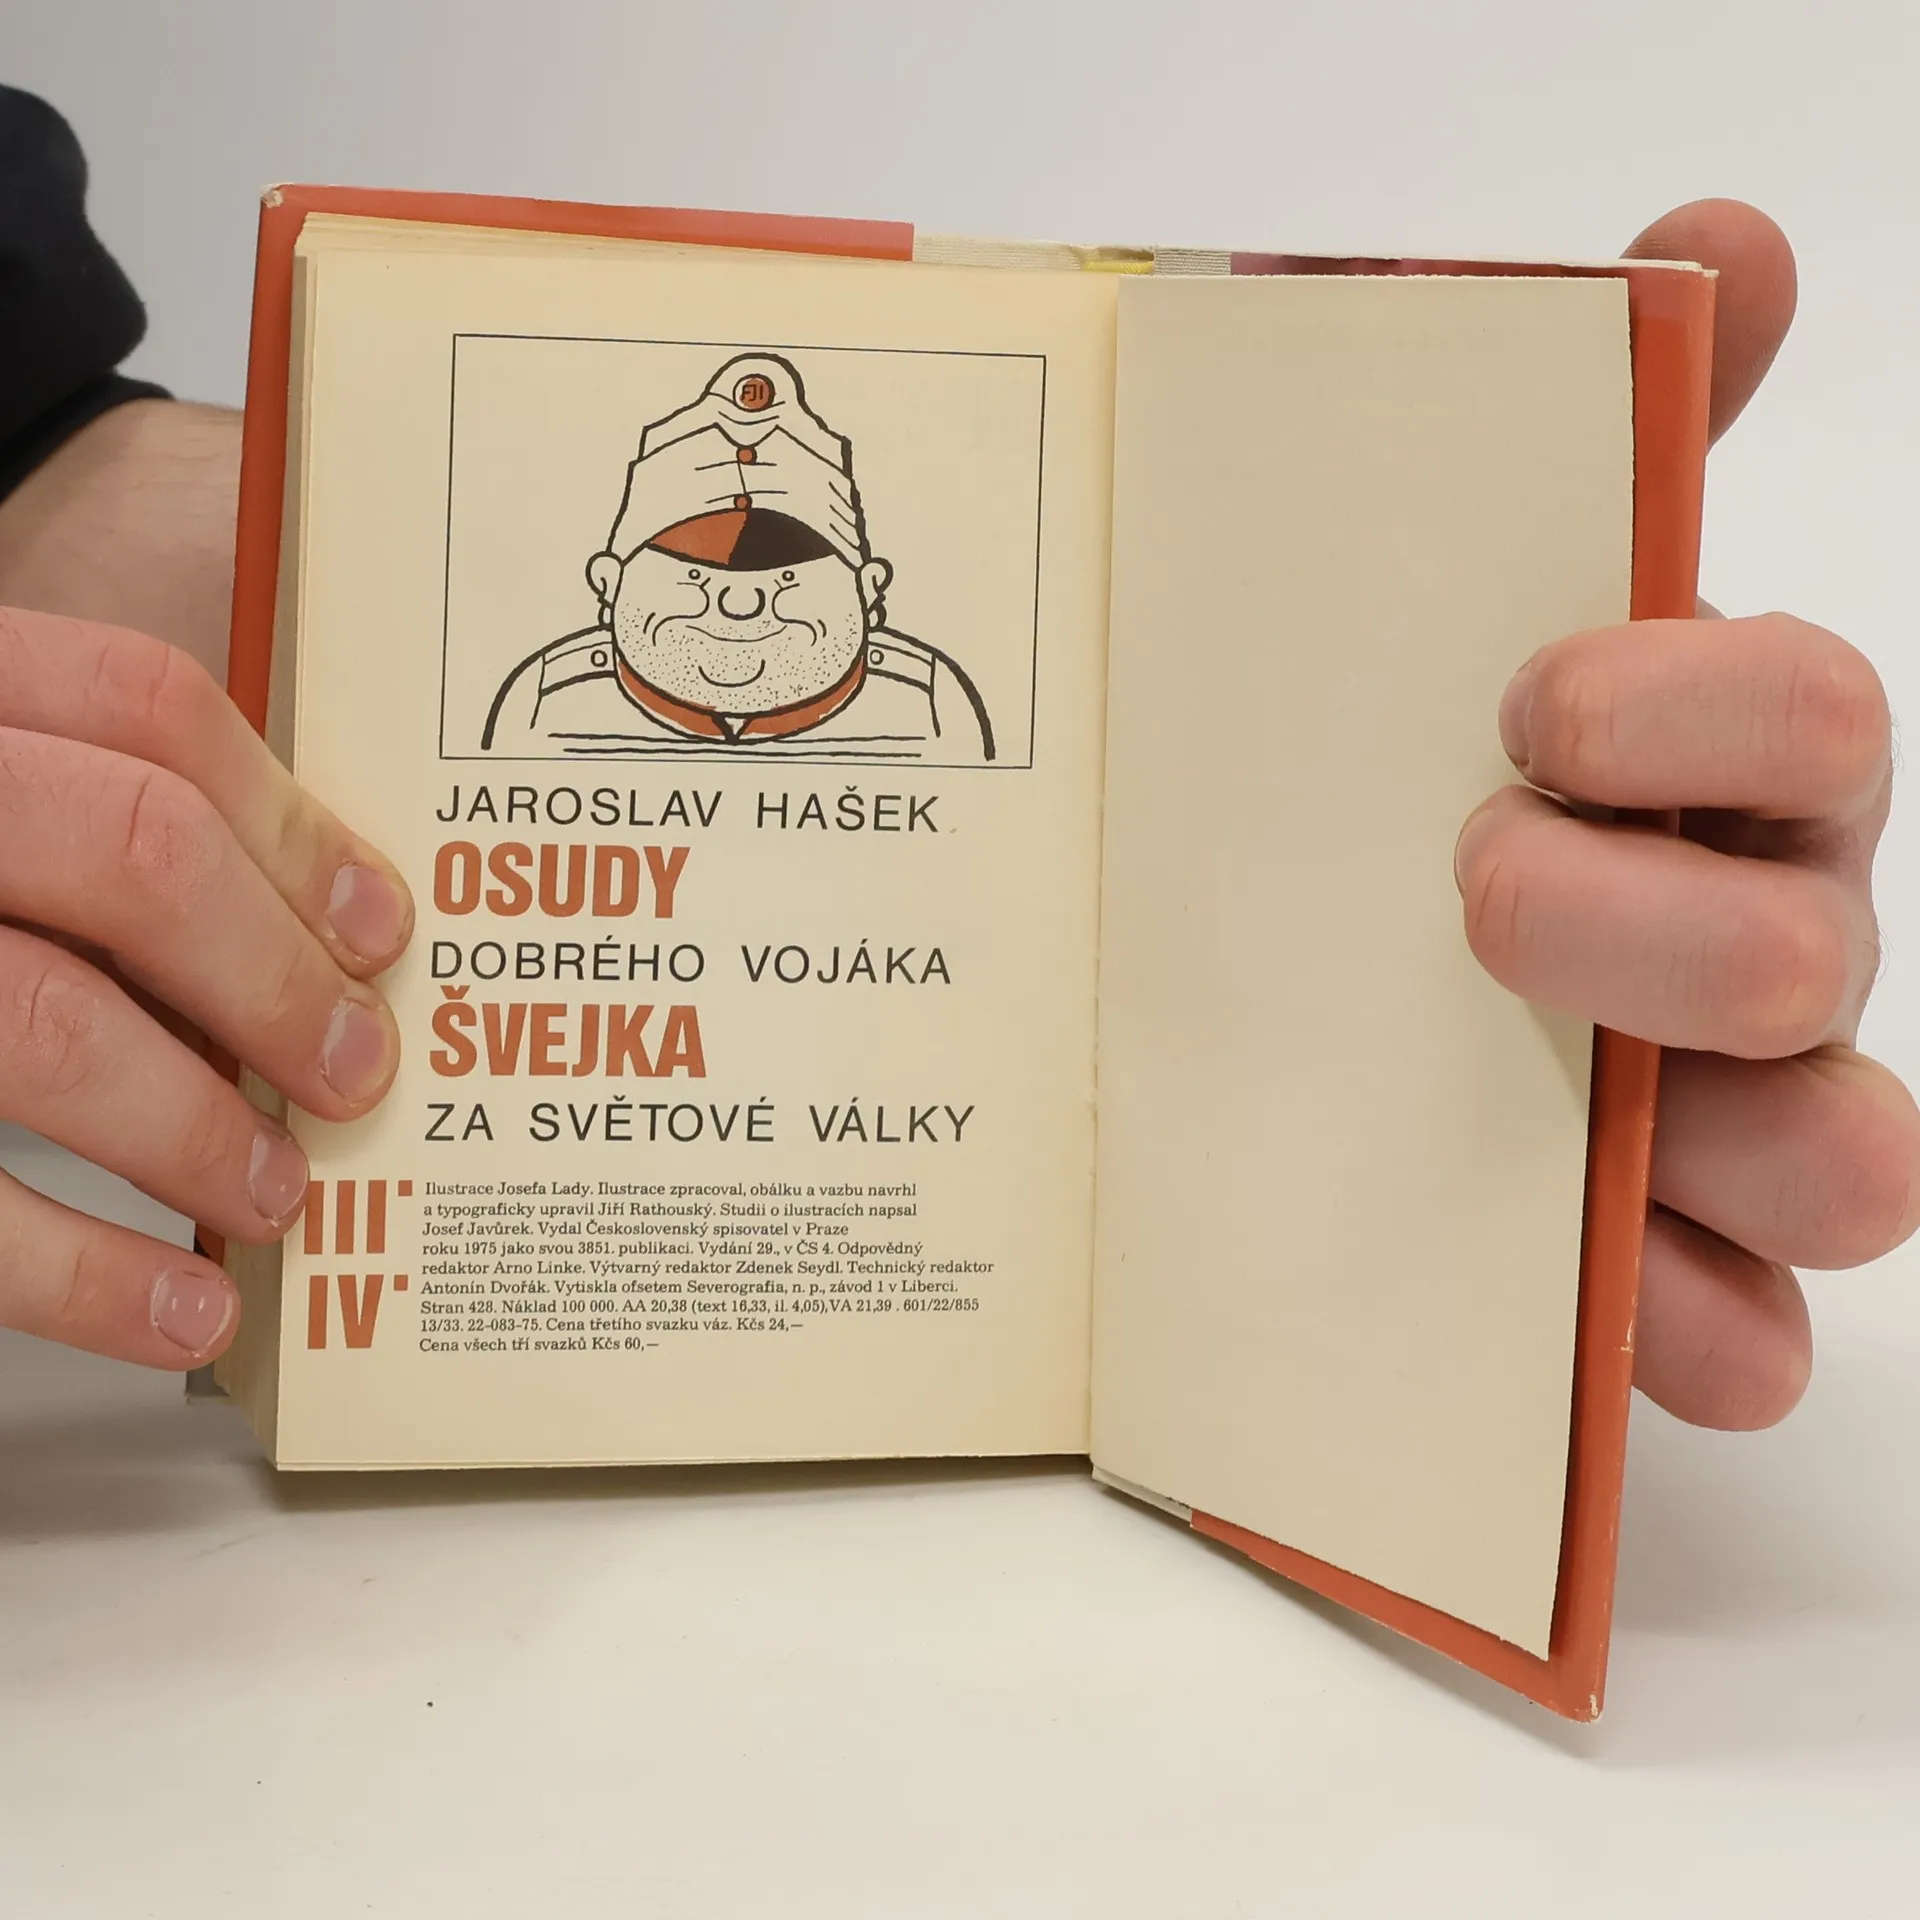 FJI
JAROSLAV HAŠEK
OSUDY
DOBRÉHO VOJÁKA
ŠVEJKA
ZA SVĚTOVÉ VÁLKY
III.
IV.
Ilustrace Josefa Lady. Ilustrace zpracoval, obálku a vazbu navrhl
a typograficky upravil Jiří Rathouský. Studii o ilustracích napsal
Josef Javůrek. Vydal Československý spisovatel v Praze
roku 1975 jako svou 3851. publikaci. Vydání 29., v ČS 4. Odpovědný
redaktor Arno Linke. Výtvarný redaktor Zdenek Seydl. Technický redaktor
Antonín Dvořák. Vytiskla ofsetem Severografia, n. p., závod 1 v Liberci.
Stran 428. Náklad 100 000. AA 20,38 (text 16,33, il. 4,05), VA 21,39 . 601/22/855
13/33. 22-083-75. Cena třetího svazku váz. Kčs 24,—
Cena všech tří svazků Kčs 60,—